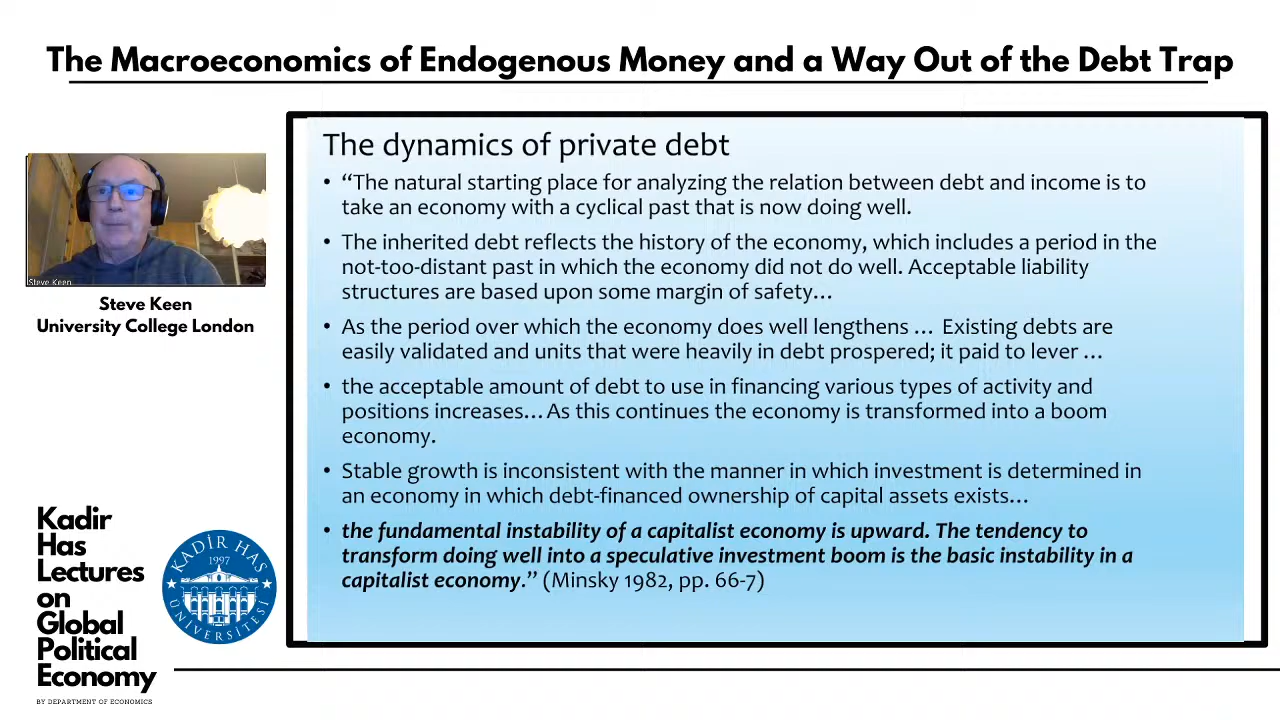 The Macroeconomics of Endogenous Money and a Way Out of the Debt Trap
Steve Keen
Steve Keen
University College London
The dynamics of private debt
• “The natural starting place for analyzing the relation between debt and income is to
take an economy with a cyclical past that is now doing well.
• The inherited debt reflects the history of the economy, which includes a period in the
not-too-distant past in which the economy did not do well. Acceptable liability
structures are based upon some margin of safety…
• As the period over which the economy does well lengthens … Existing debts are
easily validated and units that were heavily in debt prospered; it paid to lever …
• the acceptable amount of debt to use in financing various types of activity and
positions increases… As this continues the economy is transformed into a boom
economy.
• Stable growth is inconsistent with the manner in which investment is determined in
an economy in which debt-financed ownership of capital assets exists…
• the fundamental instability of a capitalist economy is upward. The tendency to
transform doing well into a speculative investment boom is the basic instability in a
capitalist economy.” (Minsky 1982, pp. 66-7)
Kadir
Has
Lectures
on
Global
Political
Economy
BY DEPARTMENT OF ECONOMICS
KADİR HAS
1997
ÜNİVERSİTESİ